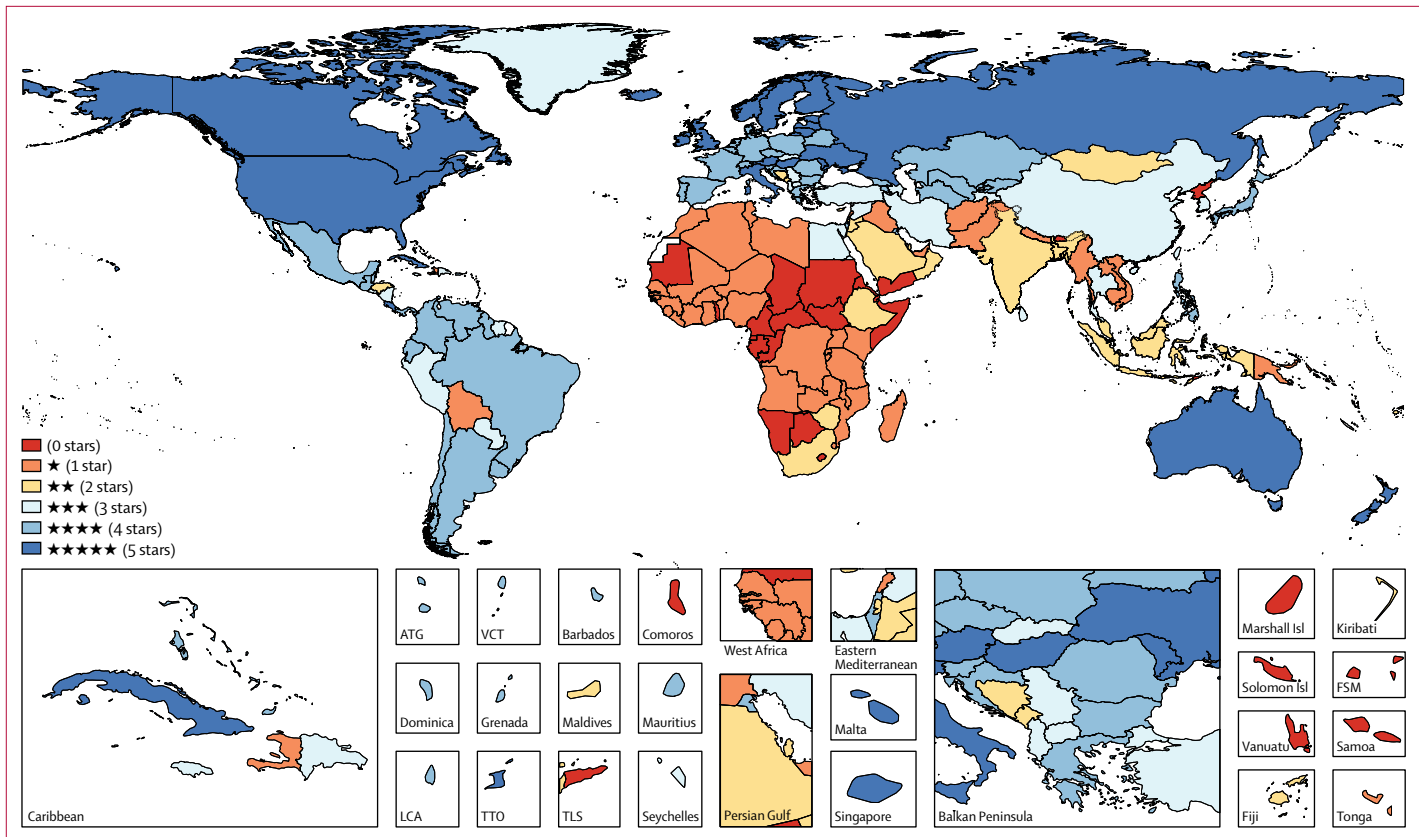 (0 stars)
★ (1 star)
★★ (2 stars)
★★★ (3 stars)
★★★★ (4 stars)
★★★★★ (5 stars)
Caribbean
ATG
VCT
Barbados
Comoros
West Africa
Eastern
Mediterranean
Dominica
Grenada
Maldives
Mauritius
Malta
LCA
TTO
TLS
Seychelles
Persian Gulf
Singapore
Balkan Peninsula
Marshall Isl
Kiribati
Solomon Isl
FSM
Vanuatu
Samoa
Fiji
Tonga